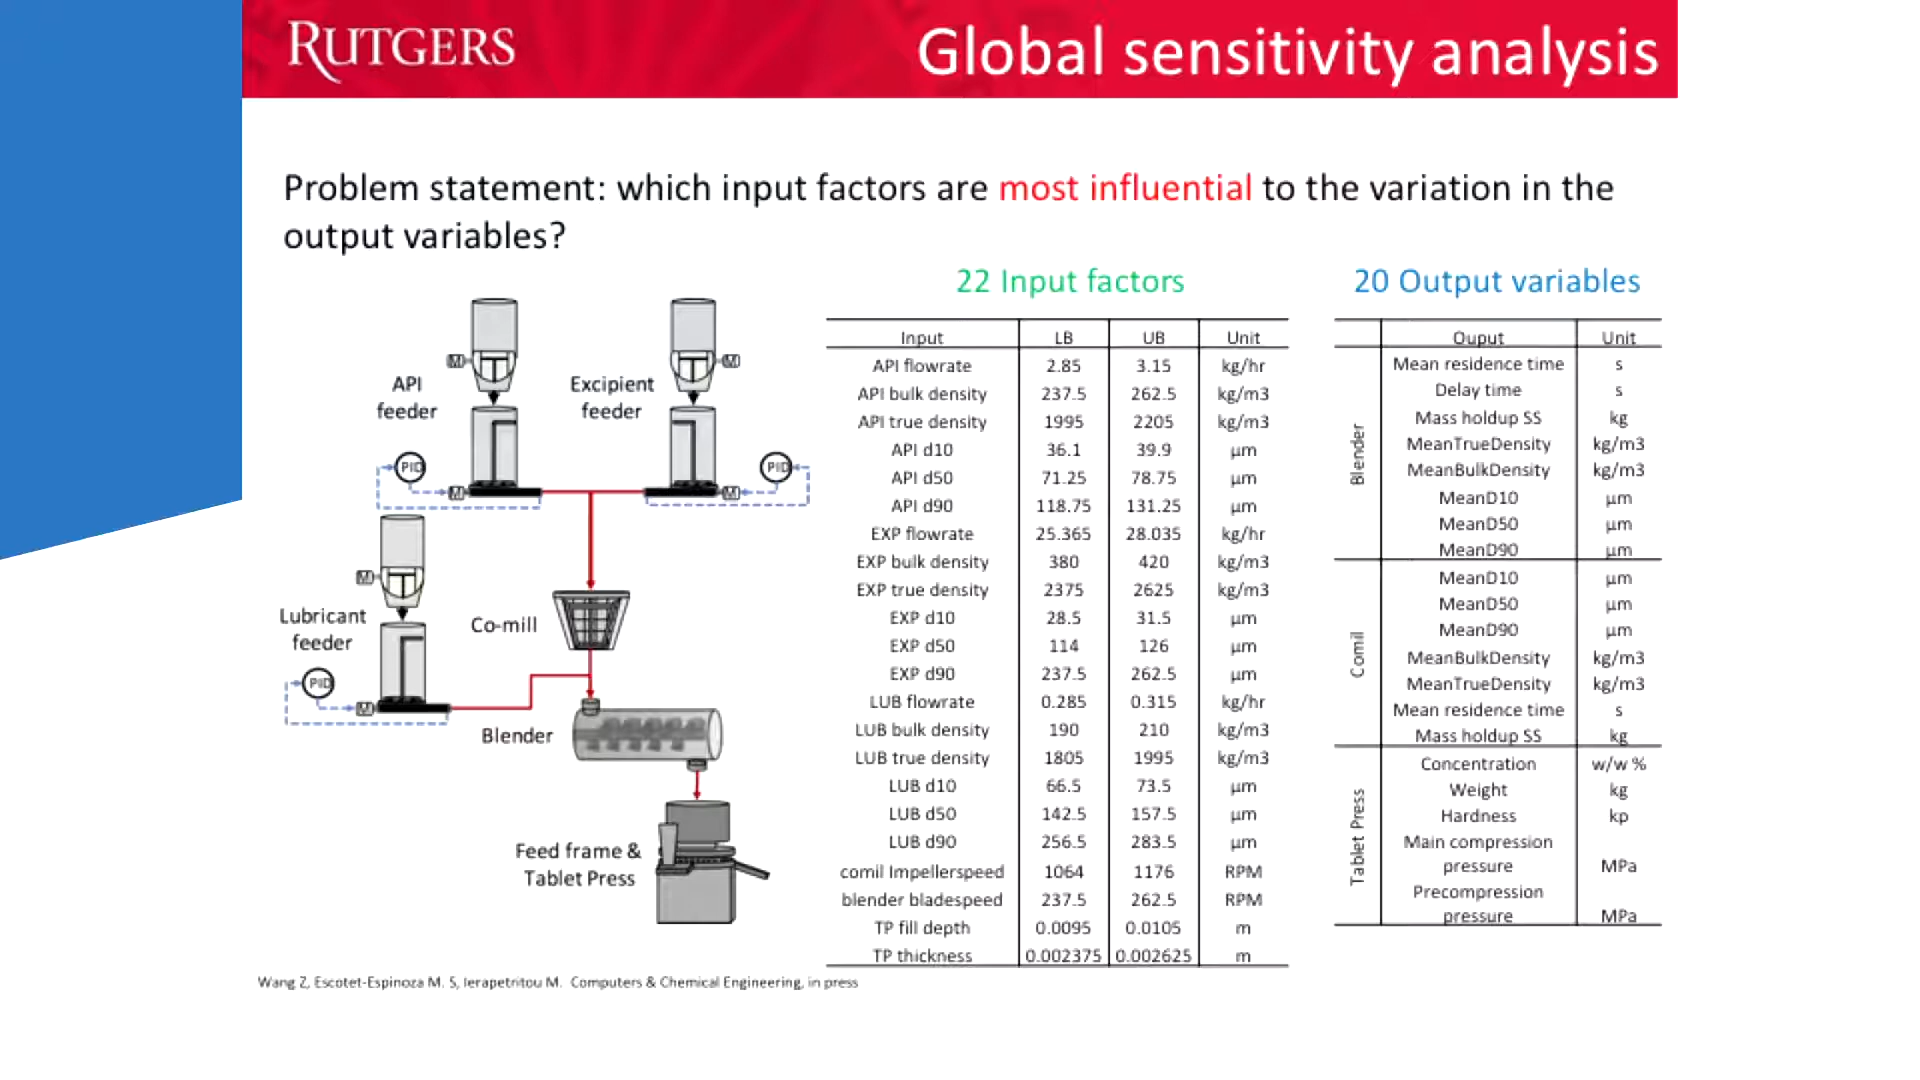 RUTGERS
Global sensitivity analysis
Problem statement: which input factors are most influential to the variation in the
output variables?
22 Input factors
20 Output variables
API
feeder
Excipient
feeder
M
M
PID
PID
M
M
M
Lubricant
feeder
Co-mill
PID
M
Blender
Feed frame &
Tablet Press
Input LB UB Unit
API flowrate 2.85 3.15 kg/hr
API bulk density 237.5 262.5 kg/m3
API true density 1995 2205 kg/m3
API d10 36.1 39.9 µm
API d50 71.25 78.75 µm
API d90 118.75 131.25 µm
EXP flowrate 25.365 28.035 kg/hr
EXP bulk density 380 420 kg/m3
EXP true density 2375 2625 kg/m3
EXP d10 28.5 31.5 µm
EXP d50 114 126 µm
EXP d90 237.5 262.5 µm
LUB flowrate 0.285 0.315 kg/hr
LUB bulk density 190 210 kg/m3
LUB true density 1805 1995 kg/m3
LUB d10 66.5 73.5 µm
LUB d50 142.5 157.5 µm
LUB d90 256.5 283.5 µm
comil Impellerspeed 1064 1176 RPM
blender bladespeed 237.5 262.5 RPM
TP fill depth 0.0095 0.0105 m
TP thickness 0.002375 0.002625 m
Ouput Unit
Blender
Mean residence time s
Delay time s
Mass holdup SS kg
MeanTrueDensity kg/m3
MeanBulkDensity kg/m3
MeanD10 µm
MeanD50 µm
MeanD90 µm
Comil
MeanD10 µm
MeanD50 µm
MeanD90 µm
MeanBulkDensity kg/m3
MeanTrueDensity kg/m3
Mean residence time s
Mass holdup SS kg
Tablet Press
Concentration w/w %
Weight kg
Hardness kp
Main compression
pressure MPa
Precompression
pressure MPa
Wang Z, Escotet-Espinoza M. S, Ierapetritou M. Computers & Chemical Engineering, in press